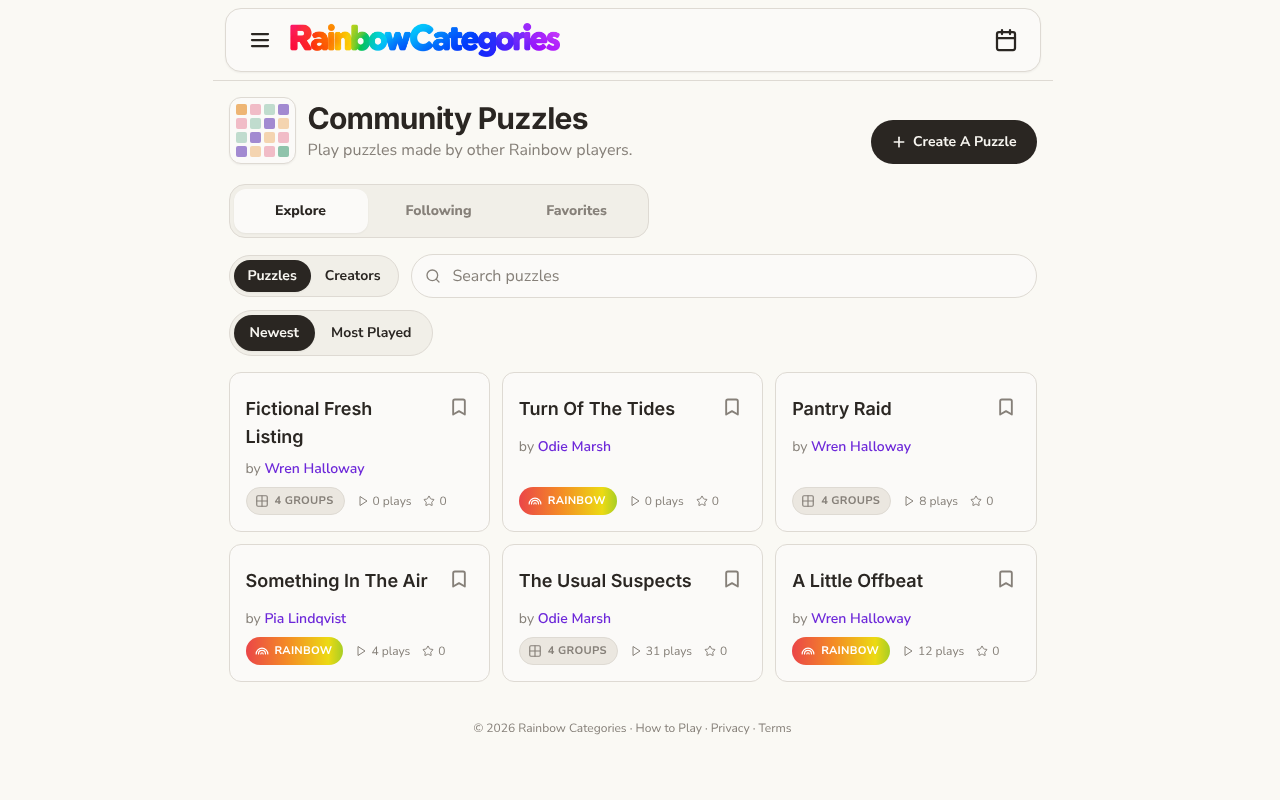 RainbowCategories
Community Puzzles
Play puzzles made by other Rainbow players.
Create A Puzzle
Explore
Following
Favorites
Puzzles
Creators
Search puzzles
Newest
Most Played
Fictional Fresh
Listing
by Wren Halloway
4 GROUPS
0 plays
0
Turn Of The Tides
by Odie Marsh
RAINBOW
0 plays
0
Pantry Raid
by Wren Halloway
4 GROUPS
8 plays
0
Something In The Air
by Pia Lindqvist
RAINBOW
4 plays
0
The Usual Suspects
by Odie Marsh
4 GROUPS
31 plays
0
A Little Offbeat
by Wren Halloway
RAINBOW
12 plays
0
© 2026 Rainbow Categories · How to Play · Privacy · Terms